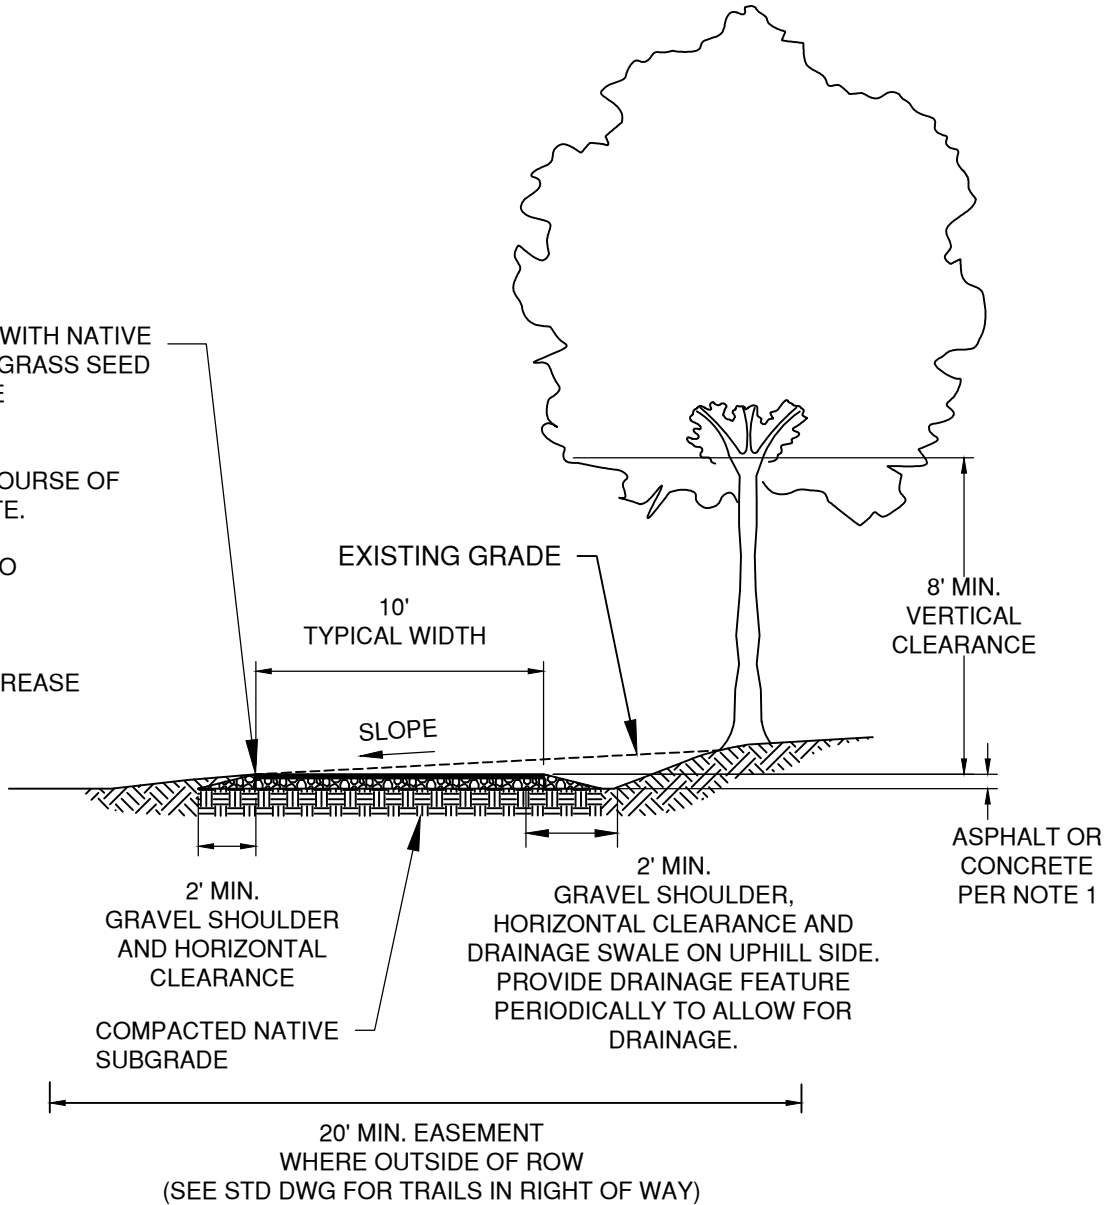 WITH NATIVE
GRASS SEED
OURSE OF
TE.
O
REASE
EXISTING GRADE
10'
TYPICAL WIDTH
SLOPE
8' MIN.
VERTICAL
CLEARANCE
ASPHALT OR
CONCRETE
PER NOTE 1
2' MIN.
GRAVEL SHOULDER
AND HORIZONTAL
CLEARANCE
2' MIN.
GRAVEL SHOULDER,
HORIZONTAL CLEARANCE AND
DRAINAGE SWALE ON UPHILL SIDE.
PROVIDE DRAINAGE FEATURE
PERIODICALLY TO ALLOW FOR
DRAINAGE.
COMPACTED NATIVE
SUBGRADE
20' MIN. EASEMENT
WHERE OUTSIDE OF ROW
(SEE STD DWG FOR TRAILS IN RIGHT OF WAY)